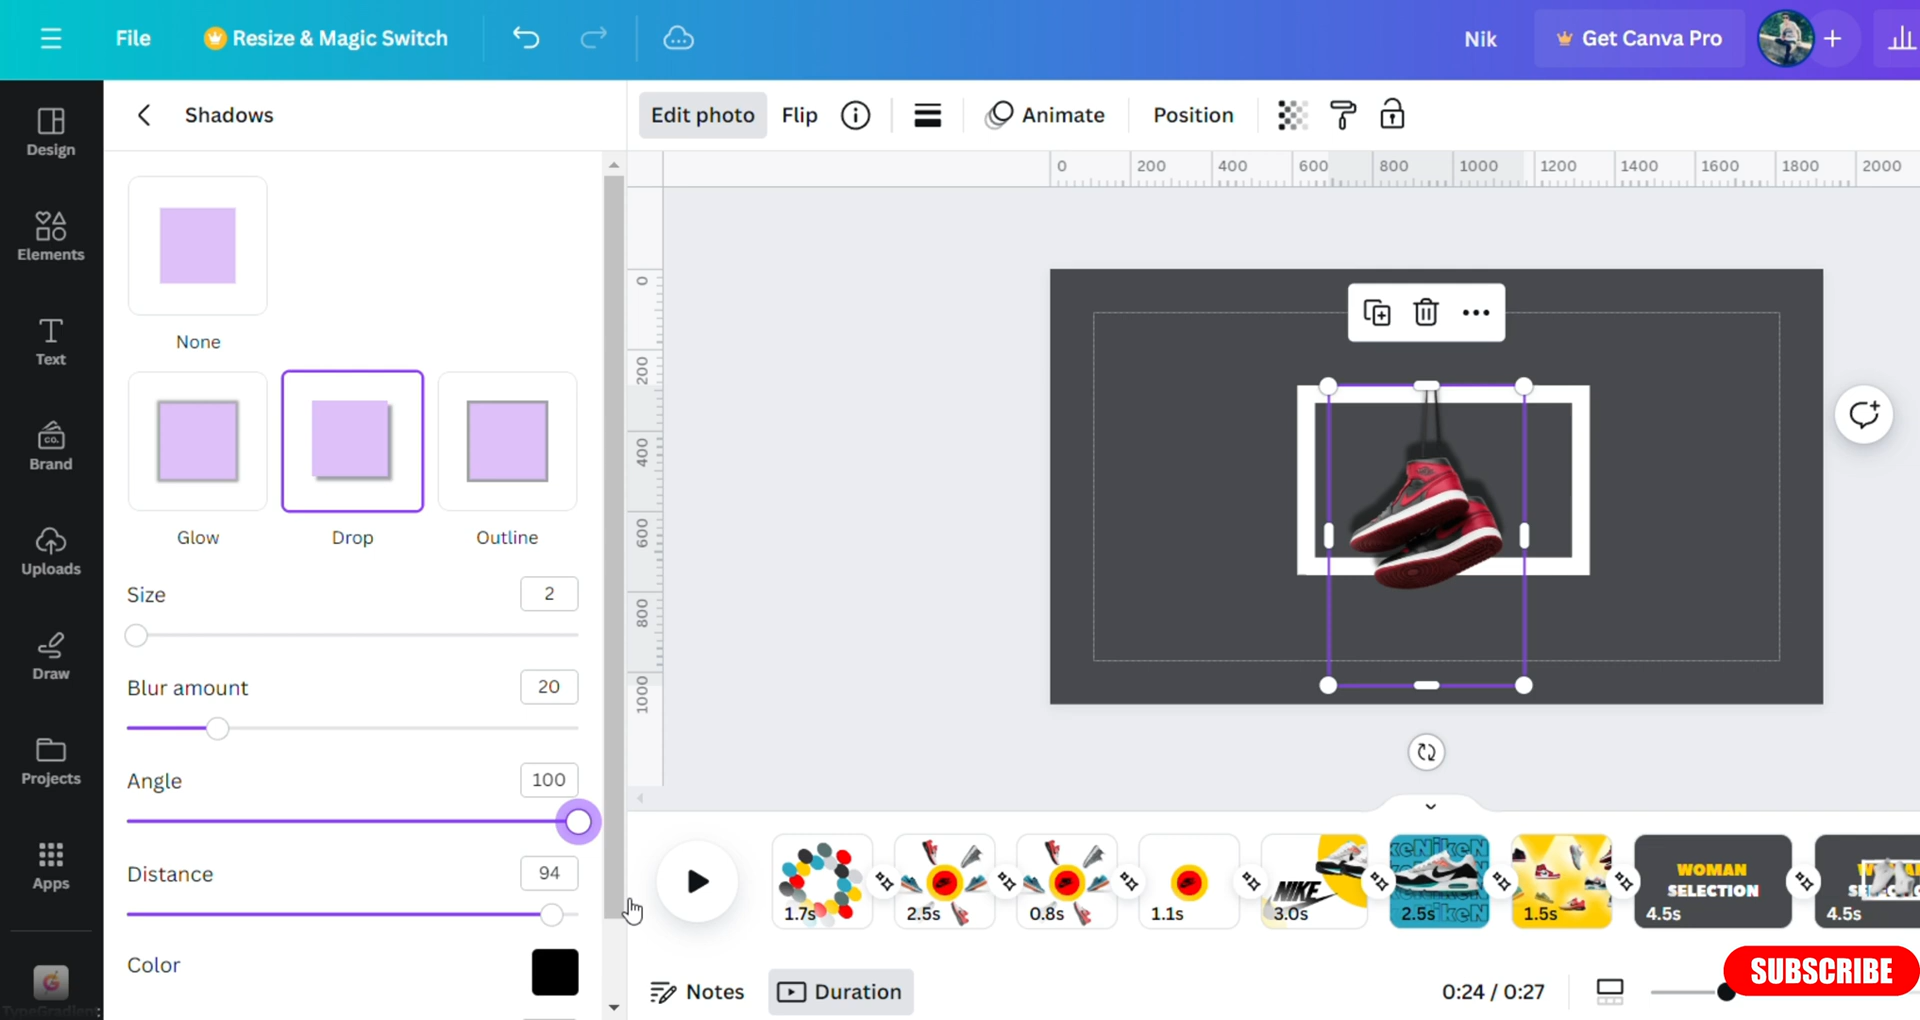 File
Resize & Magic Switch
Nik
Get Canva Pro
Design
Elements
Text
Brand
CO.
Uploads
Draw
Projects
Apps
Shadows
None
Glow
Drop
Outline
Size
2
Blur amount
20
Angle
100
Distance
94
Color
Edit photo
Flip
Animate
Position
0 200 400 600 800 1000 1200 1400 1600 1800 2000
0
200
400
600
800
1000
1.7s
2.5s
0.8s
1.1s
NIKE
3.0s
2.5s
1.5s
WOMAN
SELECTION
4.5s
4.5s
Notes
Duration
0:24 / 0:27
SUBSCRIBE